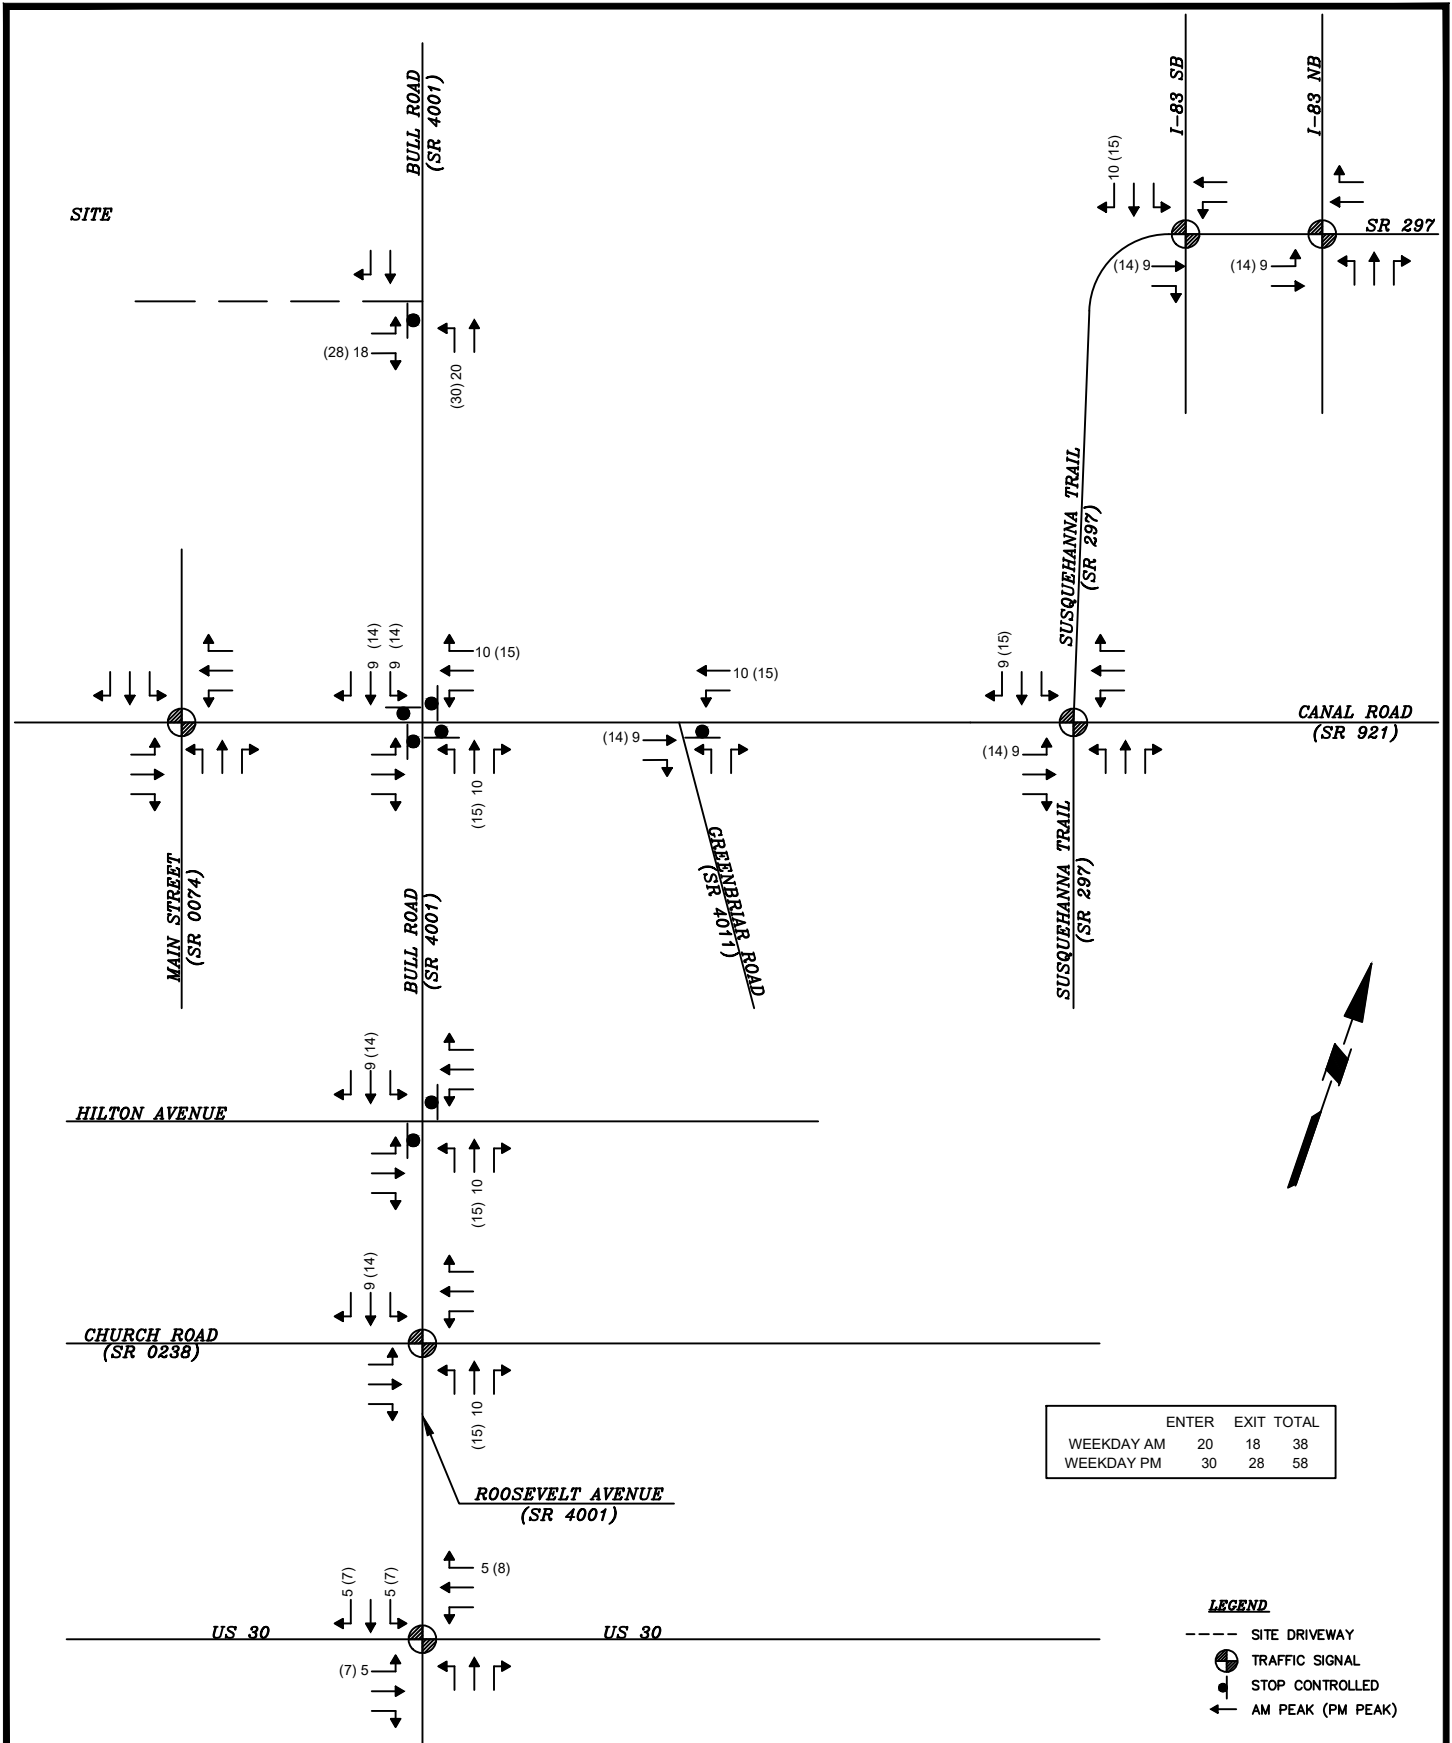 BULL ROAD
(SR 4001)
I-83 SB
I-83 NB
10 (15)
SITE
SR 297
(14) 9
(14) 9
(28) 18
(30) 20
SUSQUEHANNA TRAIL
(SR 297)
9 (14)
9 (14)
10 (15)
10 (15)
9 (15)
CANAL ROAD
(SR 921)
(14) 9
(14) 9
(15) 10
MAIN STREET
(SR 0074)
BULL ROAD
(SR 4001)
GREENBRIAR ROAD
(SR 4011)
SUSQUEHANNA TRAIL
(SR 297)
9 (14)
HILTON AVENUE
(15) 10
9 (14)
CHURCH ROAD
(SR 0238)
(15) 10
ENTER EXIT TOTAL
WEEKDAY AM 20 18 38
WEEKDAY PM 30 28 58
ROOSEVELT AVENUE
(SR 4001)
5 (7)
5 (7)
5 (8)
US 30
US 30
(7) 5
LEGEND
SITE DRIVEWAY
TRAFFIC SIGNAL
STOP CONTROLLED
AM PEAK (PM PEAK)